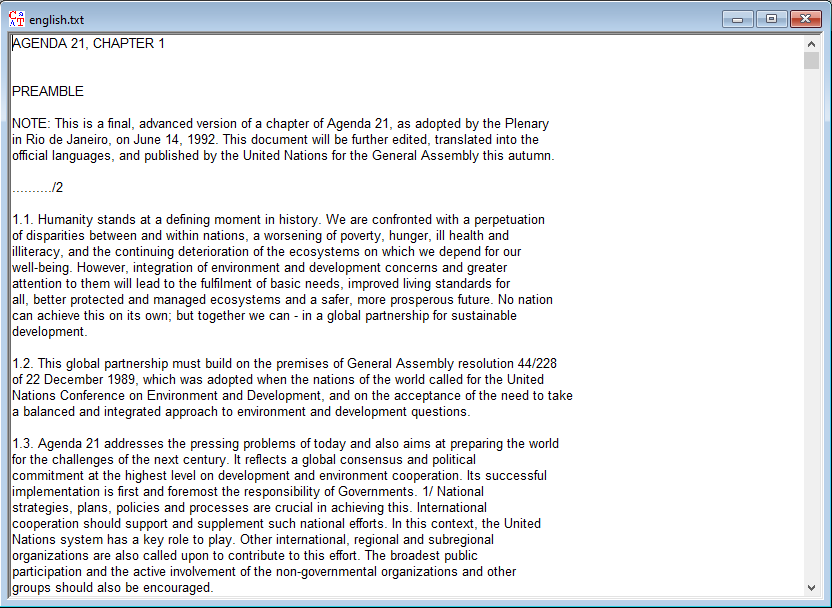 english.txt
AGENDA 21, CHAPTER 1
PREAMBLE
NOTE: This is a final, advanced version of a chapter of Agenda 21, as adopted by the Plenary
in Rio de Janeiro, on June 14, 1992. This document will be further edited, translated into the
official languages, and published by the United Nations for the General Assembly this autumn.
........../2
1.1. Humanity stands at a defining moment in history. We are confronted with a perpetuation
of disparities between and within nations, a worsening of poverty, hunger, ill health and
illiteracy, and the continuing deterioration of the ecosystems on which we depend for our
well-being. However, integration of environment and development concerns and greater
attention to them will lead to the fulfilment of basic needs, improved living standards for
all, better protected and managed ecosystems and a safer, more prosperous future. No nation
can achieve this on its own; but together we can - in a global partnership for sustainable
development.
1.2. This global partnership must build on the premises of General Assembly resolution 44/228
of 22 December 1989, which was adopted when the nations of the world called for the United
Nations Conference on Environment and Development, and on the acceptance of the need to take
a balanced and integrated approach to environment and development questions.
1.3. Agenda 21 addresses the pressing problems of today and also aims at preparing the world
for the challenges of the next century. It reflects a global consensus and political
commitment at the highest level on development and environment cooperation. Its successful
implementation is first and foremost the responsibility of Governments. 1/ National
strategies, plans, policies and processes are crucial in achieving this. International
cooperation should support and supplement such national efforts. In this context, the United
Nations system has a key role to play. Other international, regional and subregional
organizations are also called upon to contribute to this effort. The broadest public
participation and the active involvement of the non-governmental organizations and other
groups should also be encouraged.